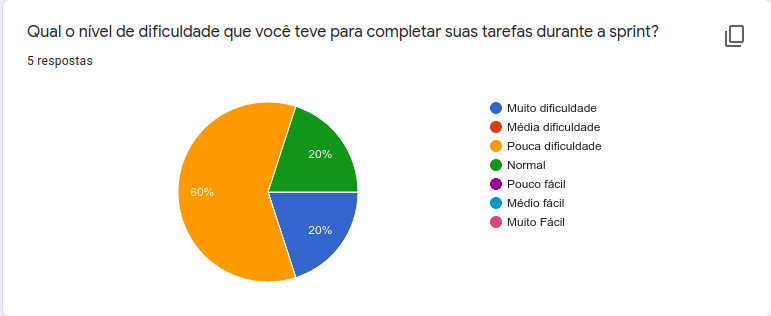 Qual o nível de dificuldade que você teve para completar suas tarefas durante a sprint?
5 respostas
20%
60%
20%
Muito dificuldade
Média dificuldade
Pouca dificuldade
Normal
Pouco fácil
Médio fácil
Muito Fácil